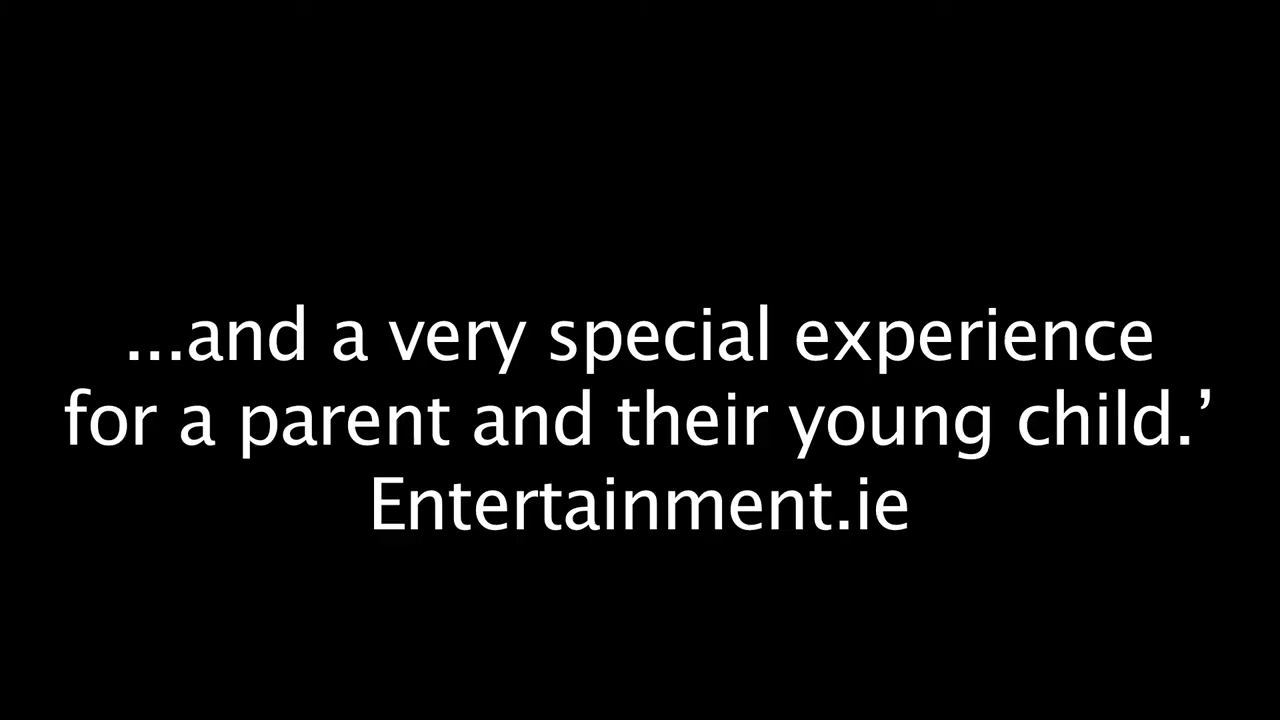 ...and a very special experience
for a parent and their young child.’
Entertainment.ie